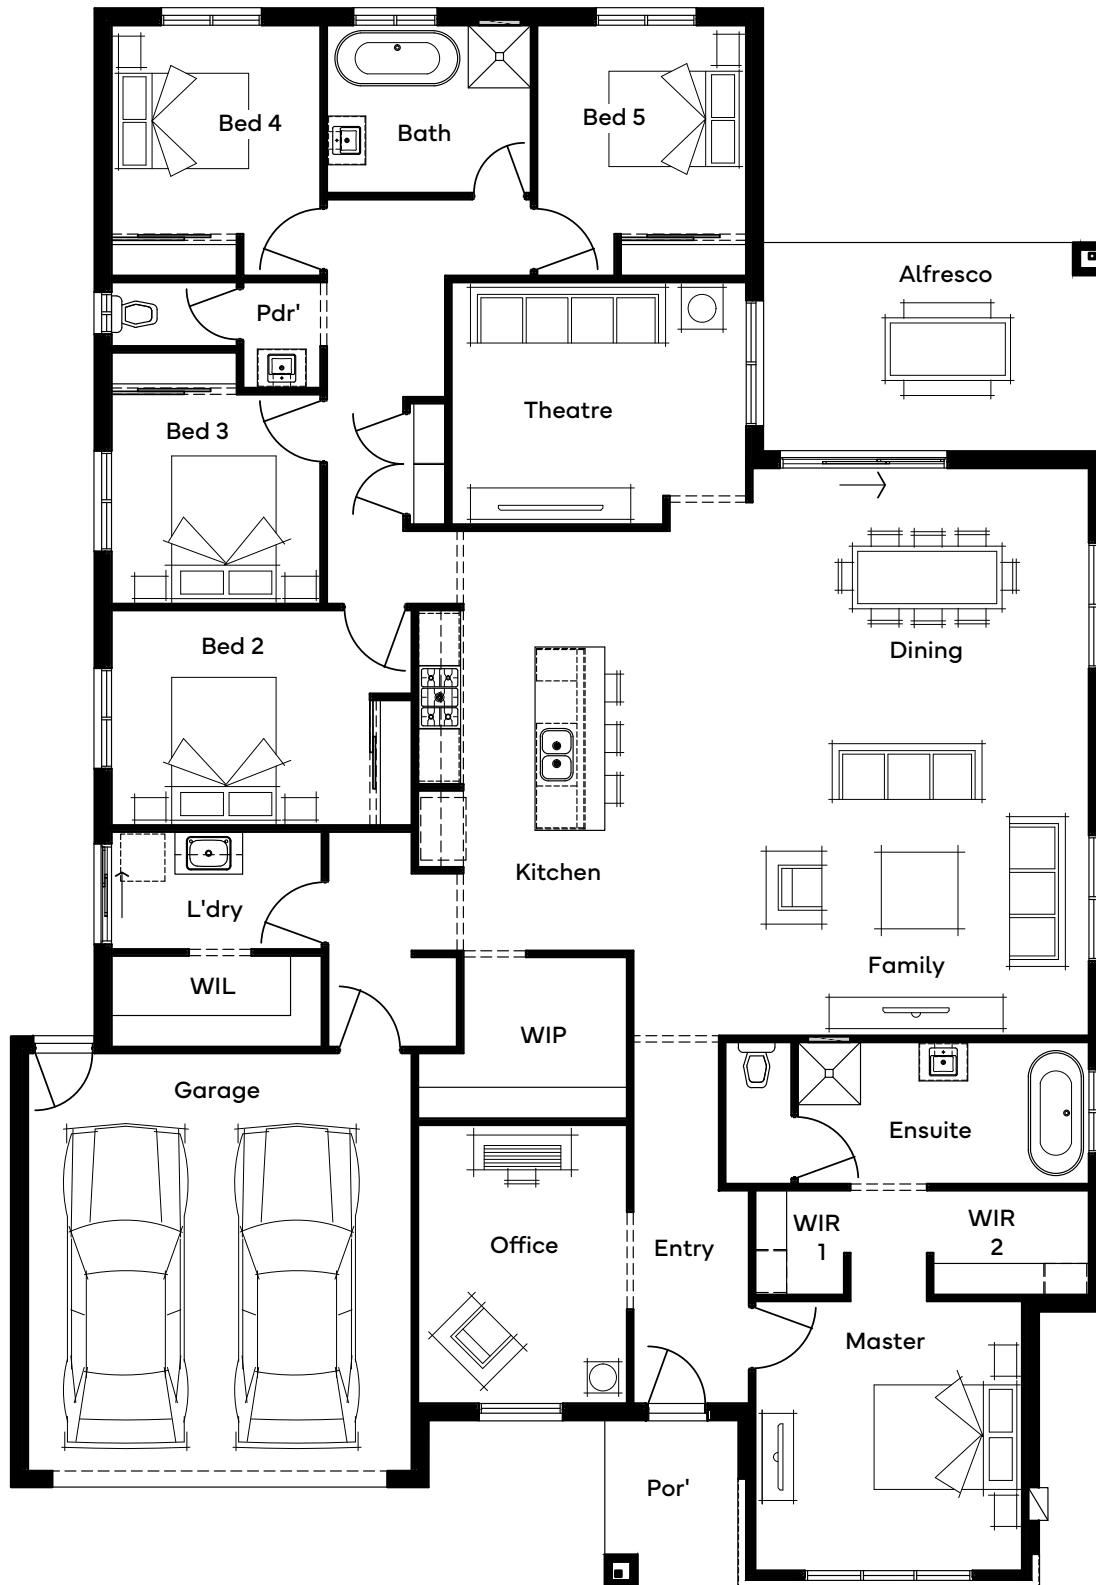 Bed 4
Bath
Bed 5
Alfresco
Pdr'
Theatre
Bed 3
Bed 2
Dining
Kitchen
L'dry
Family
WIL
WIP
Garage
Ensuite
Office
Entry
WIR
1
WIR
2
Master
Por'